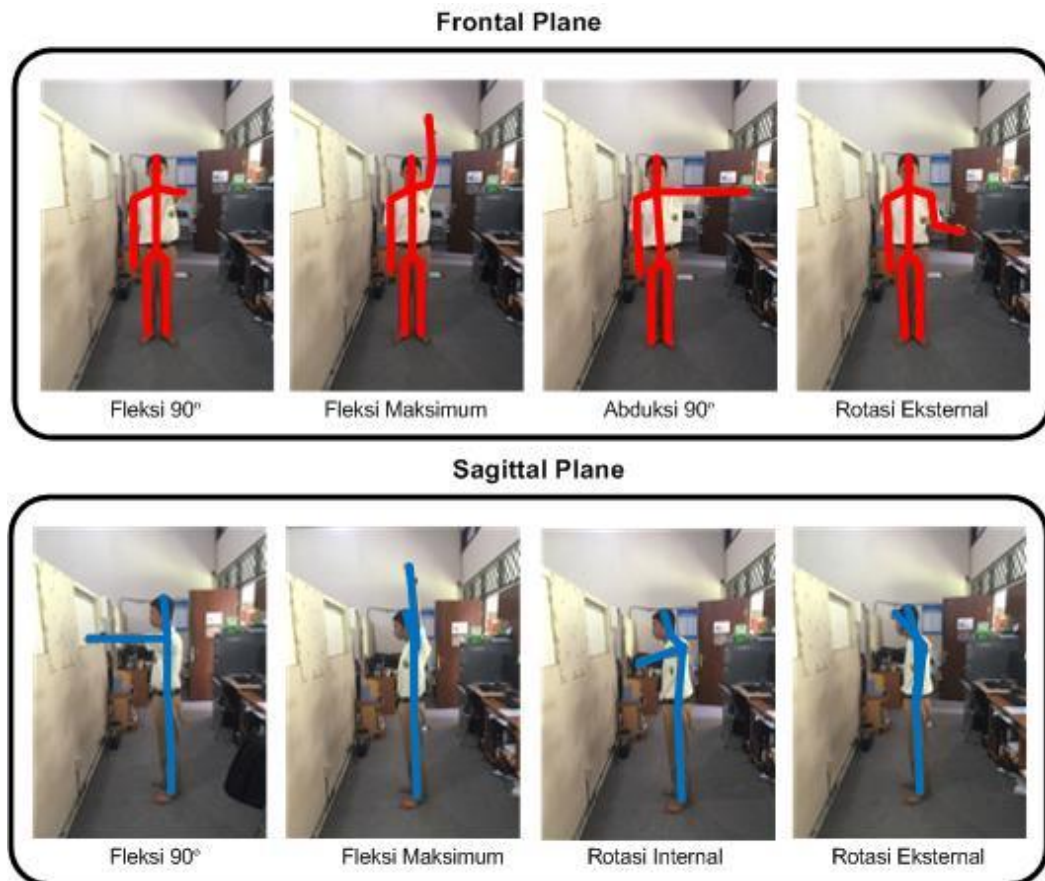 Frontal Plane
Fleksi 90°
Fleksi Maksimum
Abduksi 90°
Rotasi Eksternal
Sagittal Plane
Fleksi 90°
Fleksi Maksimum
Rotasi Internal
Rotasi Eksternal